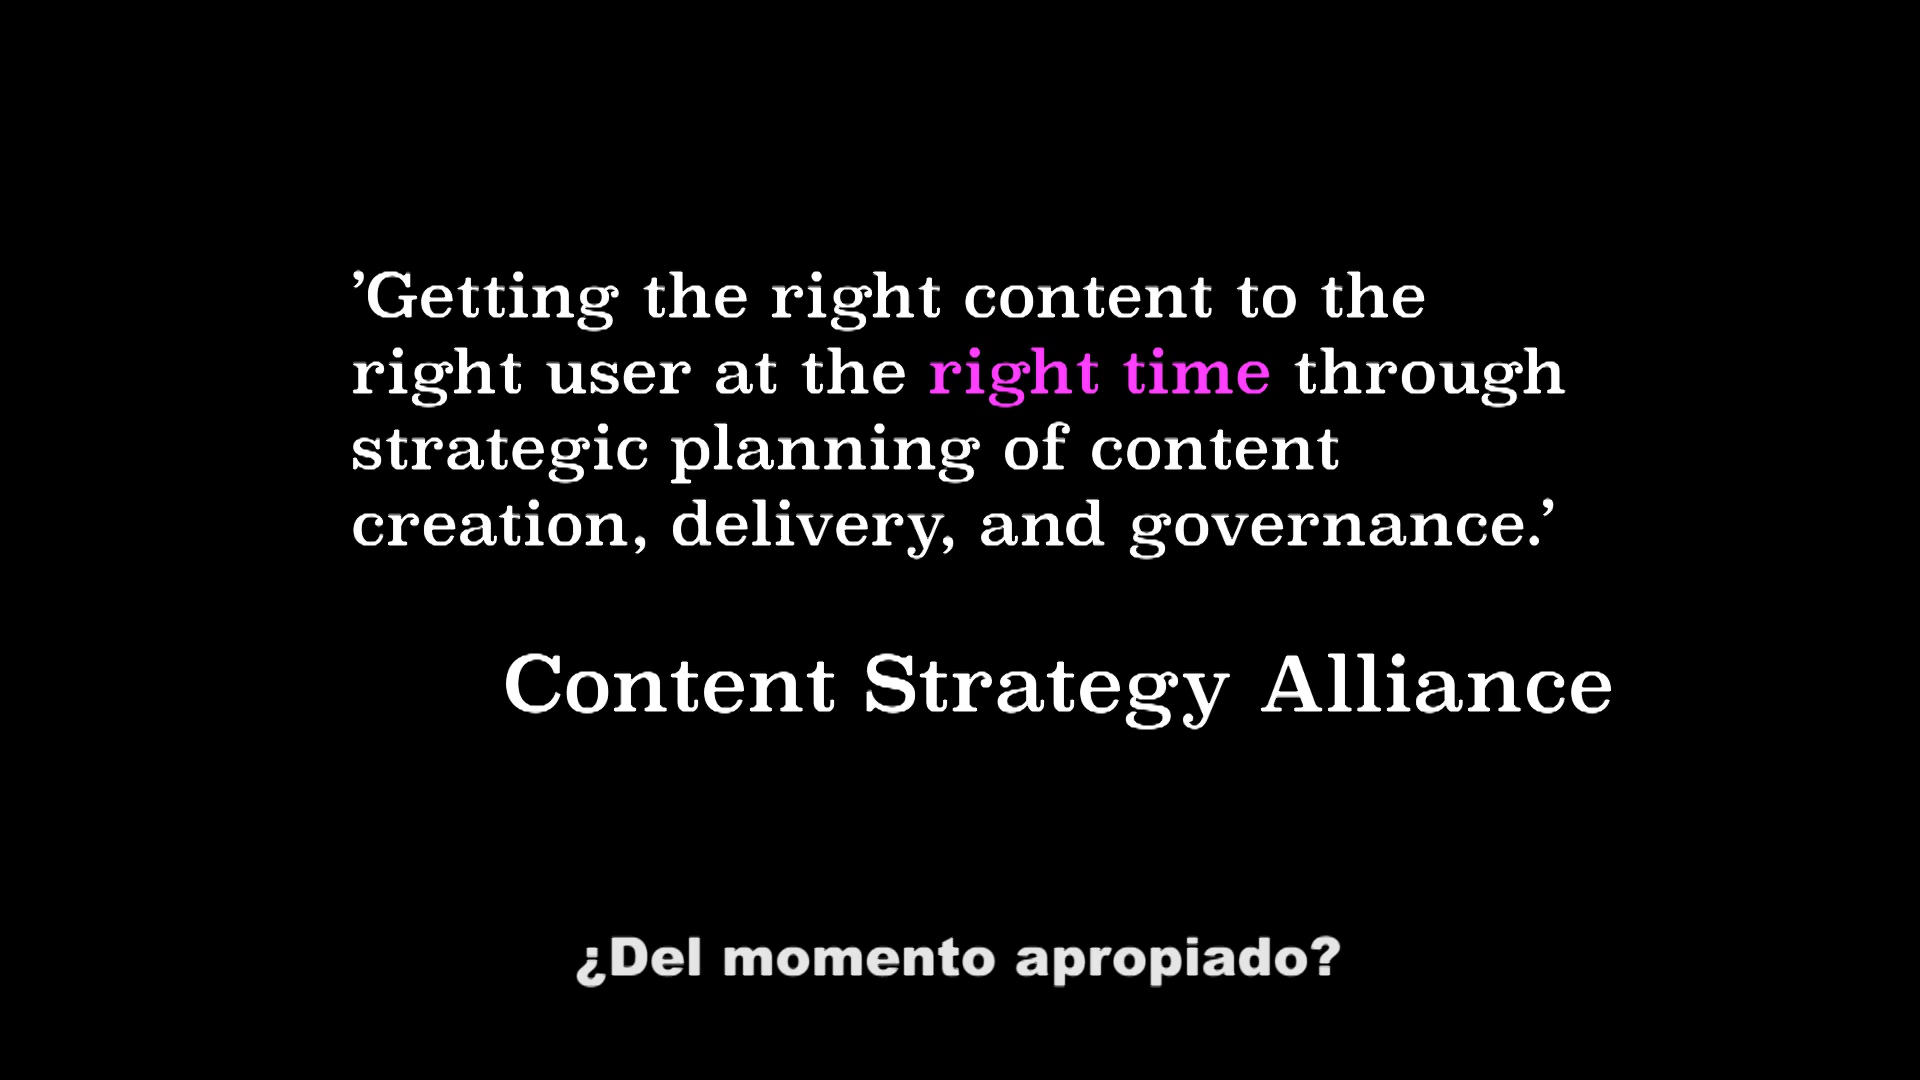 ’Getting the right content to the
right user at the right time through
strategic planning of content
creation, delivery, and governance.’
Content Strategy Alliance
¿Del momento apropiado?